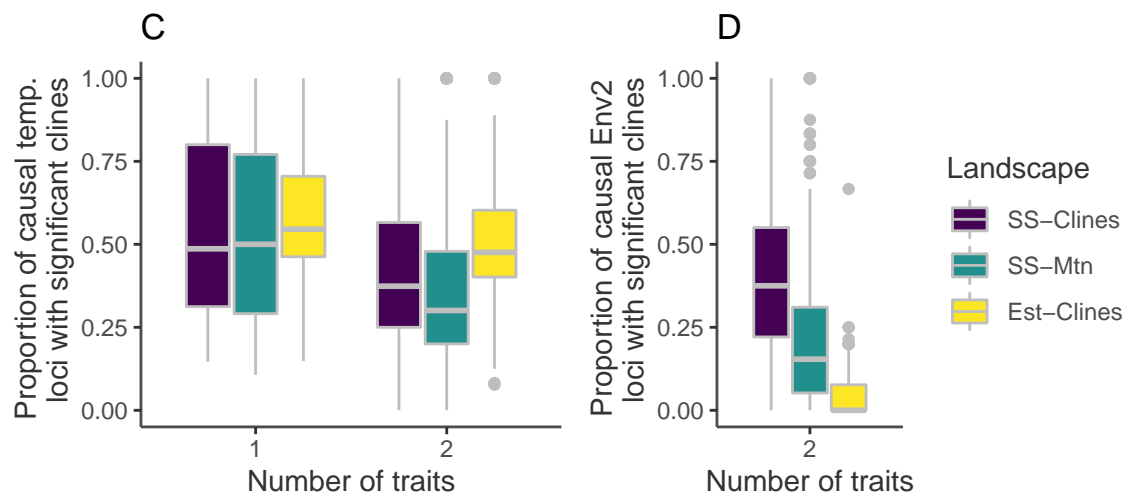 C
Proportion of causal temp.
loci with significant clines
1.00
0.75
0.50
0.25
0.00
1
2
Number of traits
D
Proportion of causal Env2
loci with significant clines
1.00
0.75
0.50
0.25
0.00
2
Number of traits
Landscape
SS−Clines
SS−Mtn
Est−Clines